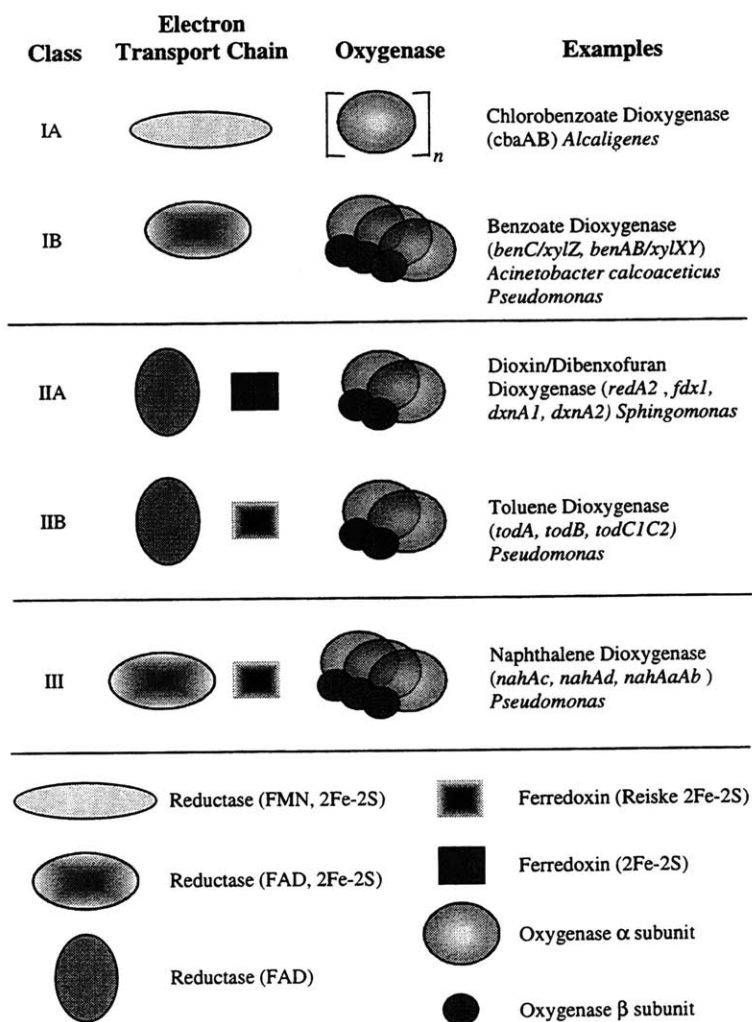 Class
Electron
Transport Chain
Oxygenase
Examples
IA
n
Chlorobenzoate Dioxygenase
(cbaAB) Alcaligenes
IB
Benzoate Dioxygenase
(benC/xylZ, benAB/xylXY)
Acinetobacter calcoaceticus
Pseudomonas
IIA
Dioxin/Dibenxofuran
Dioxygenase (redA2 , fdx1,
dxnA1, dxnA2) Sphingomonas
IIB
Toluene Dioxygenase
(todA, todB, todC1C2)
Pseudomonas
III
Naphthalene Dioxygenase
(nahAc, nahAd, nahAaAb )
Pseudomonas
Reductase (FMN, 2Fe-2S)
Ferredoxin (Reiske 2Fe-2S)
Reductase (FAD, 2Fe-2S)
Ferredoxin (2Fe-2S)
Oxygenase α subunit
Reductase (FAD)
Oxygenase β subunit